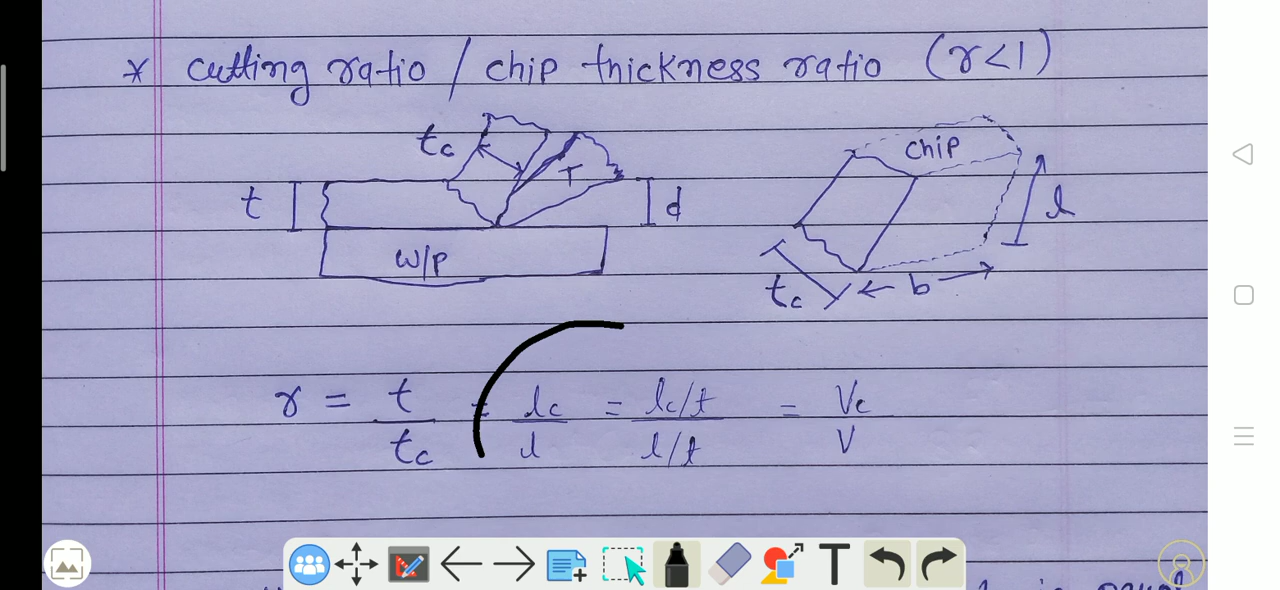 * cutting ratio / chip thickness ratio (r<1)
tc
t
T
d
W/P
chip
l
tc
b
r = t/tc = lc/l = lc/t / l/t = Vc/V
T